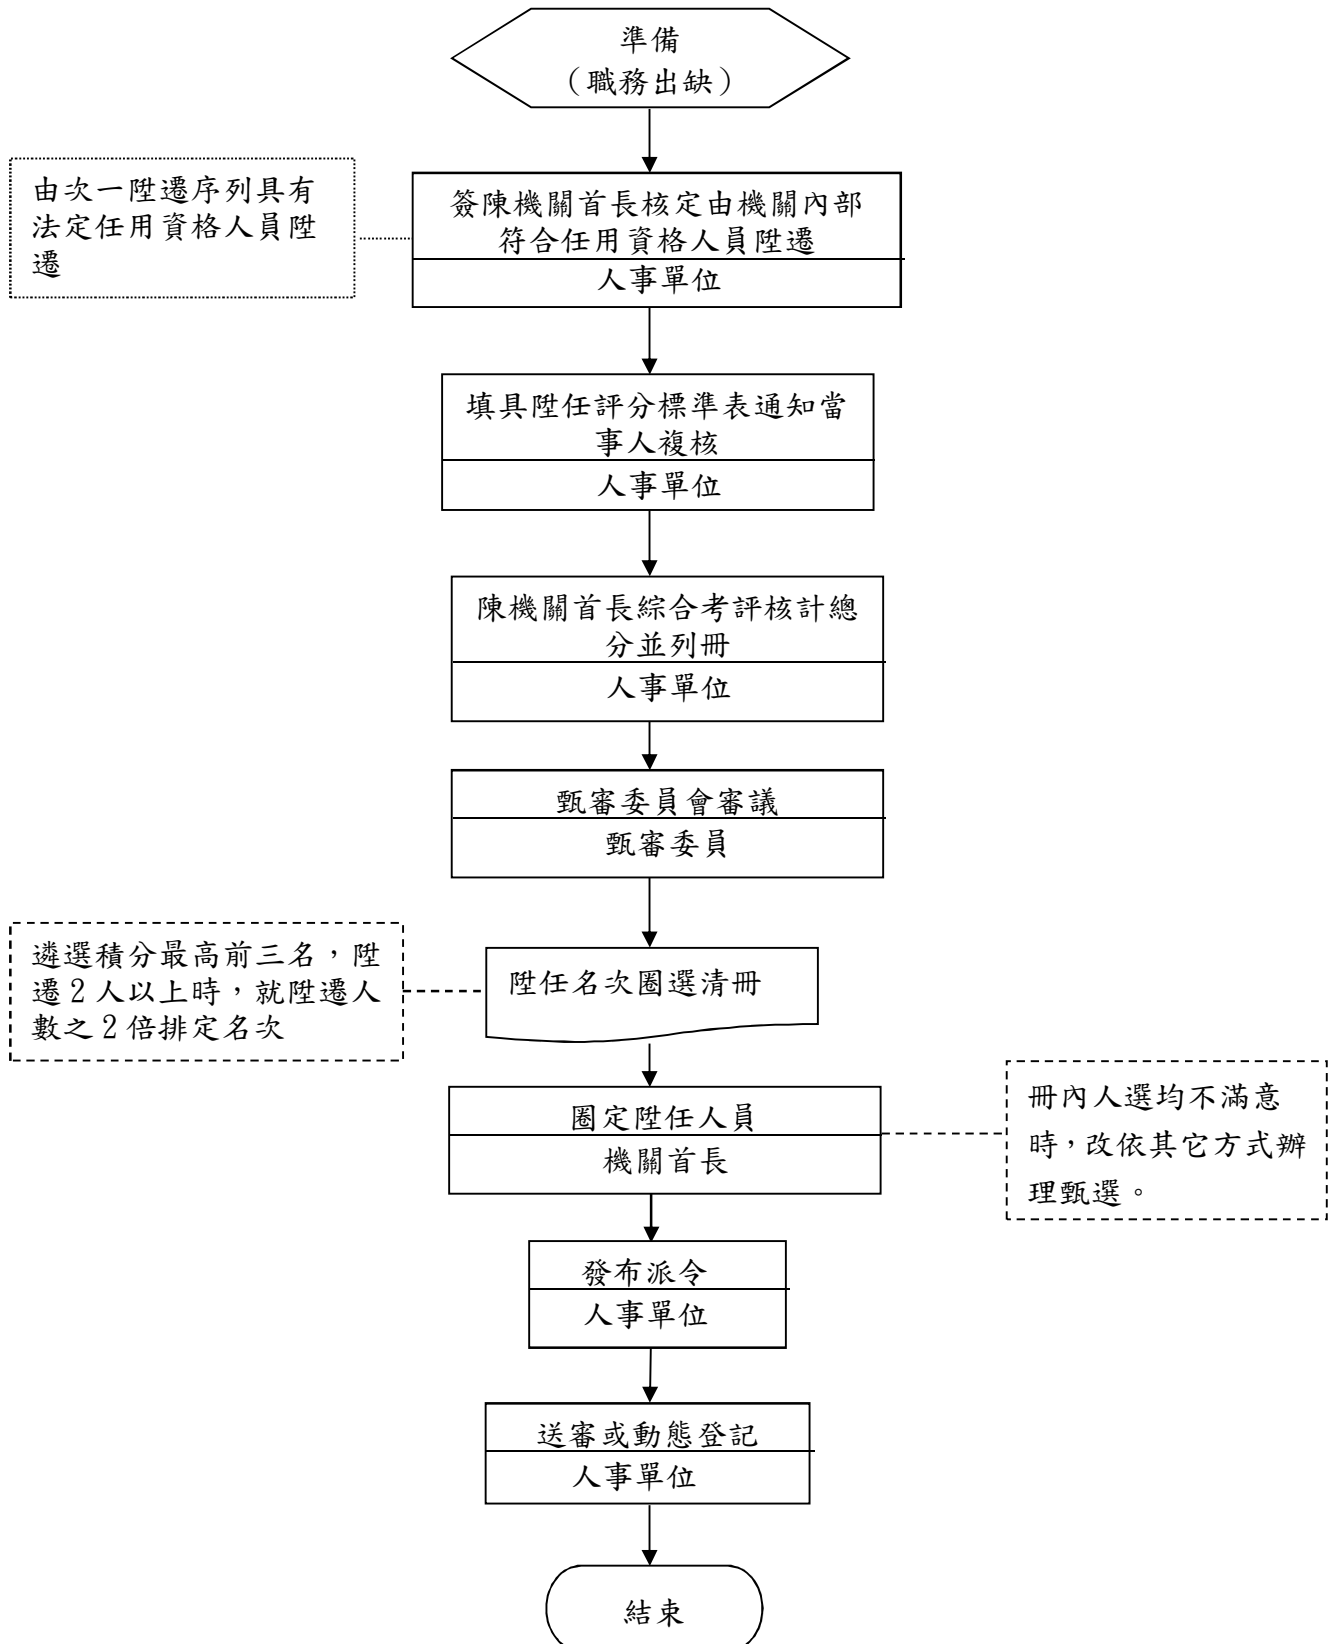 準備
（職務出缺）
由次一陞遷序列具有
法定任用資格人員陞
遷
簽陳機關首長核定由機關內部
符合任用資格人員陞遷
人事單位
填具陞任評分標準表通知當
事人複核
人事單位
陳機關首長綜合考評核計總
分並列冊
人事單位
甄審委員會審議
甄審委員
遴選積分最高前三名，陞
遷2人以上時，就陞遷人
數之2倍排定名次
陞任名次圈選清冊
圈定陞任人員
機關首長
冊內人選均不滿意
時，改依其它方式辦
理甄選。
發布派令
人事單位
送審或動態登記
人事單位
結束